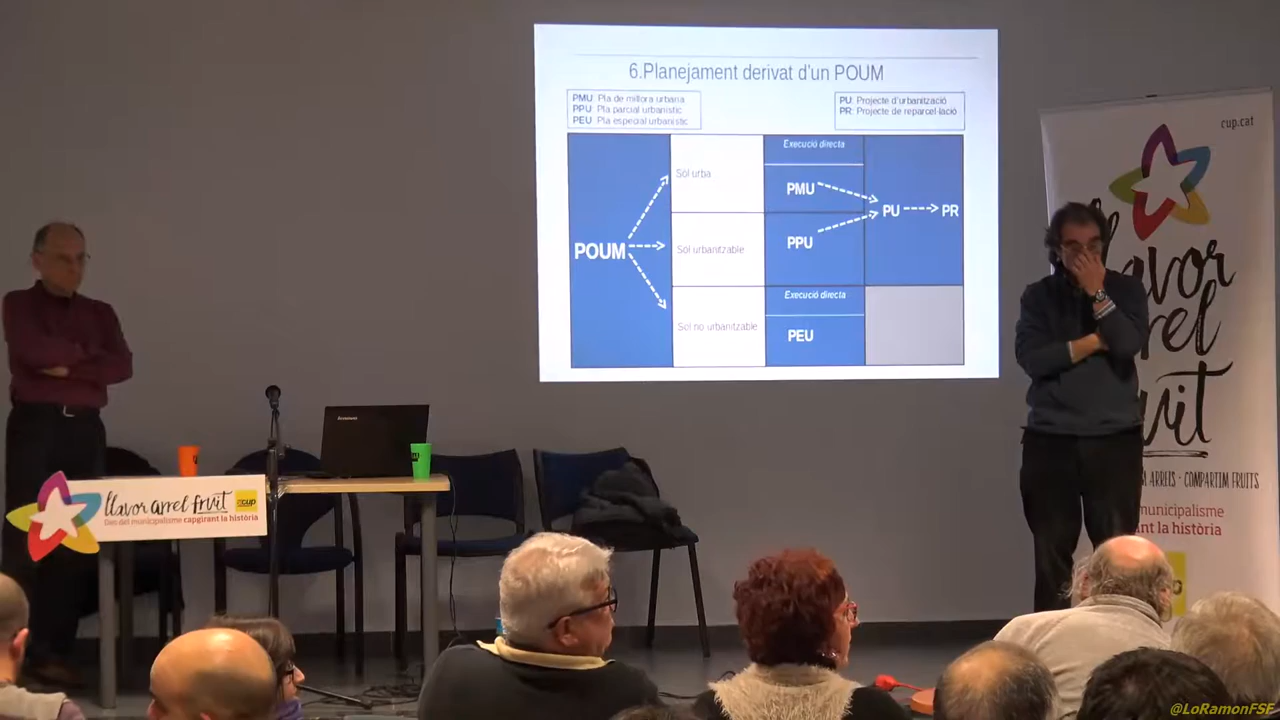 6.Planejament derivat d'un POUM
PMU: Pla de millora urbana
PPU: Pla parcial urbanístic
PEU: Pla especial urbanístic
PU: Projecte d'urbanització
PR: Projecte de reparcel·lació
POUM
Sòl urbà
Sòl urbanitzable
Sòl no urbanitzable
Execució directa
PMU
PPU
Execució directa
PEU
PU
PR
cup.cat
llavor
arrel
fruit
ARREIS · COMPARTIM FRUITS
municipalisme
la història
Lenovo
llavor arrel fruit
cup
Des del municipalisme capgirant la història
@LoRamonFSE